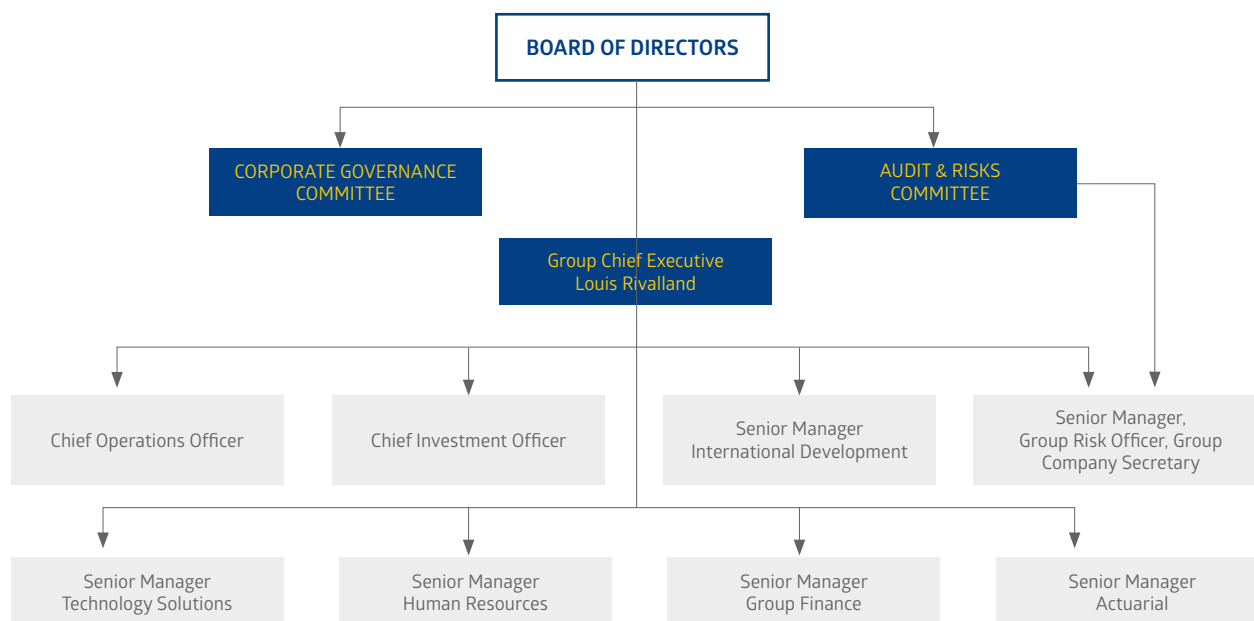 BOARD OF DIRECTORS
CORPORATE GOVERNANCE
COMMITTEE
AUDIT & RISKS
COMMITTEE
Group Chief Executive
Louis Rivalland
Chief Operations Officer
Chief Investment Officer
Senior Manager
International Development
Senior Manager,
Group Risk Officer, Group
Company Secretary
Senior Manager
Technology Solutions
Senior Manager
Human Resources
Senior Manager
Group Finance
Senior Manager
Actuarial